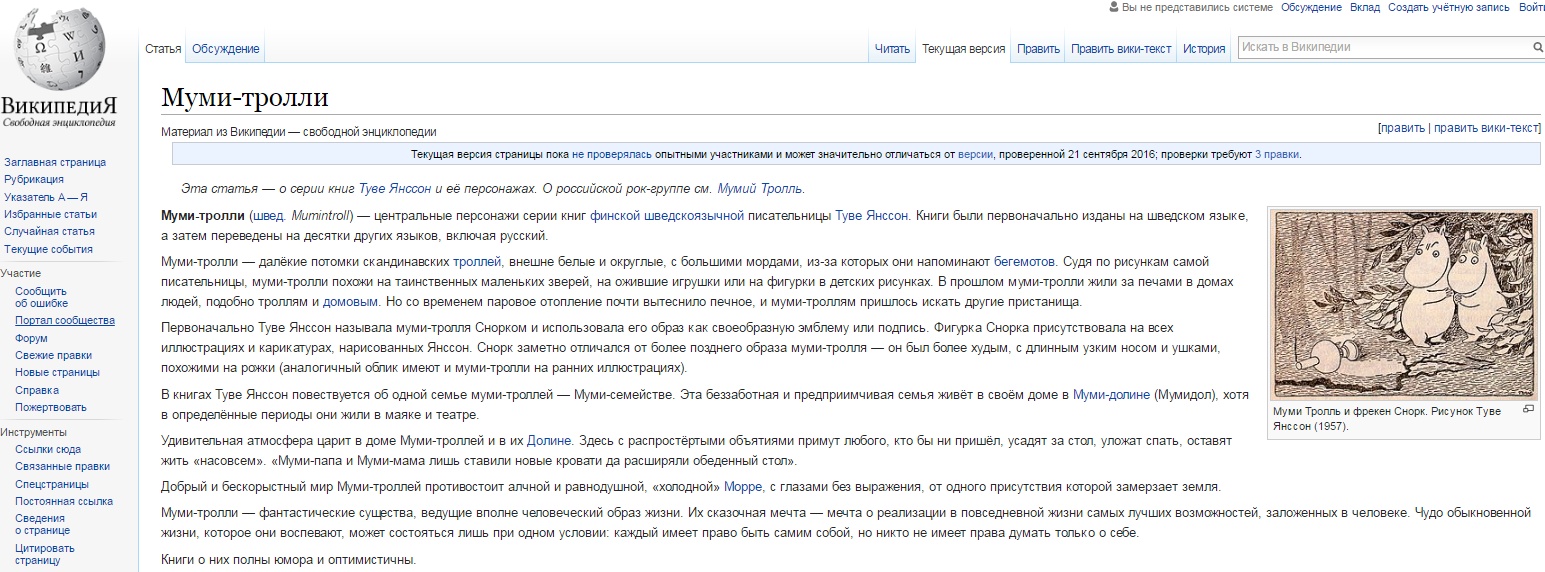 Вы не представились системе Обсуждение Вклад Создать учётную запись Войти
Статья Обсуждение Читать Текущая версия Править Править вики-текст История Искать в Википедии
ВИКИПЕДИЯ
Свободная энциклопедия
Заглавная страница
Рубрикация
Указатель А — Я
Избранные статьи
Случайная статья
Текущие события
Участие
Сообщить
об ошибке
Портал сообщества
Форум
Свежие правки
Новые страницы
Справка
Пожертвовать
Инструменты
Ссылки сюда
Связанные правки
Спецстраницы
Постоянная ссылка
Сведения
о странице
Цитировать
страницу
Муми-тролли
Материал из Википедии — свободной энциклопедии
[править | править вики-текст]
Текущая версия страницы пока не проверялась опытными участниками и может значительно отличаться от версии, проверенной 21 сентября 2016; проверки требуют 3 правки.
Эта статья — о серии книг Туве Янссон и её персонажах. О российской рок-группе см. Мумий Тролль.
Муми-тролли (швед. Mumintroll) — центральные персонажи серии книг финской шведскоязычной писательницы Туве Янссон. Книги были первоначально изданы на шведском языке,
а затем переведены на десятки других языков, включая русский.
Муми-тролли — далёкие потомки скандинавских троллей, внешне белые и округлые, с большими мордами, из-за которых они напоминают бегемотов. Судя по рисункам самой
писательницы, муми-тролли похожи на таинственных маленьких зверей, на ожившие игрушки или на фигурки в детских рисунках. В прошлом муми-тролли жили за печами в домах
людей, подобно троллям и домовым. Но со временем паровое отопление почти вытеснило печное, и муми-троллям пришлось искать другие пристанища.
Первоначально Туве Янссон называла муми-тролля Снорком и использовала его образ как своеобразную эмблему или подпись. Фигурка Снорка присутствовала на всех
иллюстрациях и карикатурах, нарисованных Янссон. Снорк заметно отличался от более позднего образа муми-тролля — он был более худым, с длинным узким носом и ушками,
похожими на рожки (аналогичный облик имеют и муми-тролли на ранних иллюстрациях).
В книгах Туве Янссон повествуется об одной семье муми-троллей — Муми-семействе. Эта беззаботная и предприимчивая семья живёт в своём доме в Муми-долине (Мумидол), хотя
в определённые периоды они жили в маяке и театре.
Удивительная атмосфера царит в доме Муми-троллей и в их Долине. Здесь с распростёртыми объятиями примут любого, кто бы ни пришёл, усадят за стол, уложат спать, оставят
жить «насовсем». «Муми-папа и Муми-мама лишь ставили новые кровати да расширяли обеденный стол».
Добрый и бескорыстный мир Муми-троллей противостоит алчной и равнодушной, «холодной» Морре, с глазами без выражения, от одного присутствия которой замерзает земля.
Муми-тролли — фантастические существа, ведущие вполне человеческий образ жизни. Их сказочная мечта — мечта о реализации в повседневной жизни самых лучших возможностей, заложенных в человеке. Чудо обыкновенной
жизни, которое они воспевают, может состояться лишь при одном условии: каждый имеет право быть самим собой, но никто не имеет права думать только о себе.
Книги о них полны юмора и оптимистичны.
Муми Тролль и фрекен Снорк. Рисунок Туве
Янссон (1957).